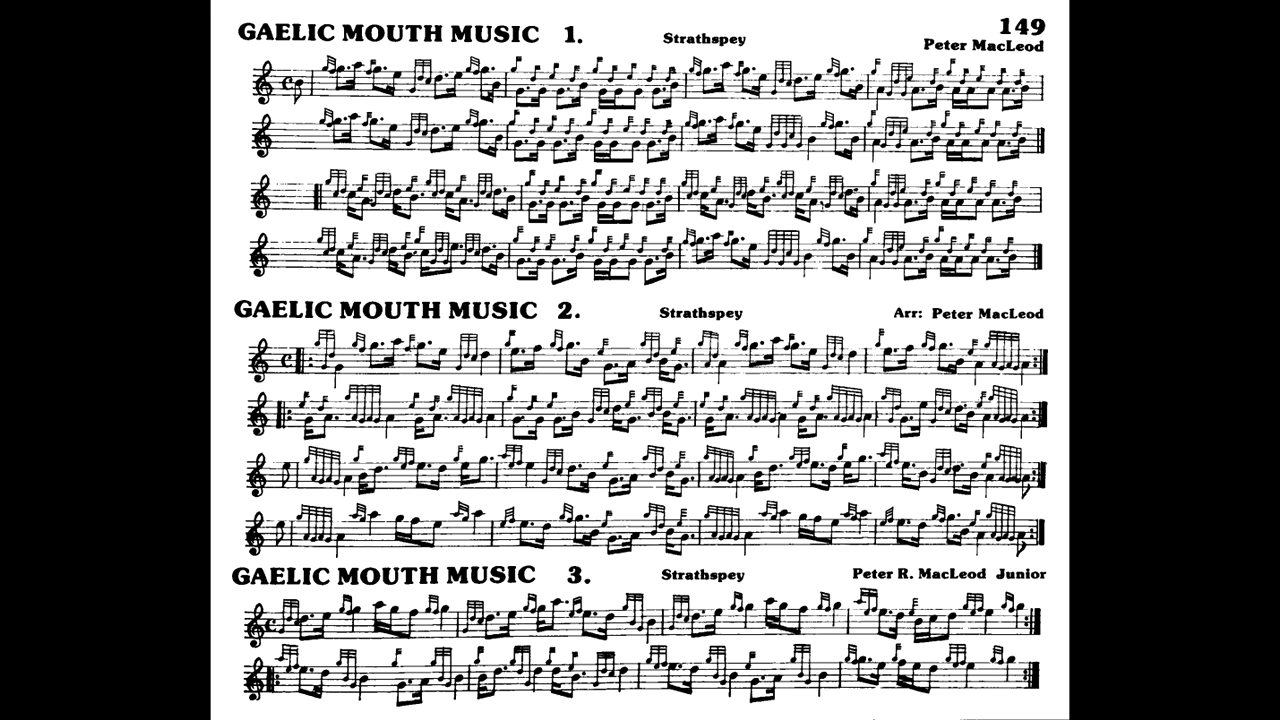 149
GAELIC MOUTH MUSIC 1. Strathspey Peter MacLeod
GAELIC MOUTH MUSIC 2. Strathspey Arr: Peter MacLeod
GAELIC MOUTH MUSIC 3. Strathspey Peter R. MacLeod Junior